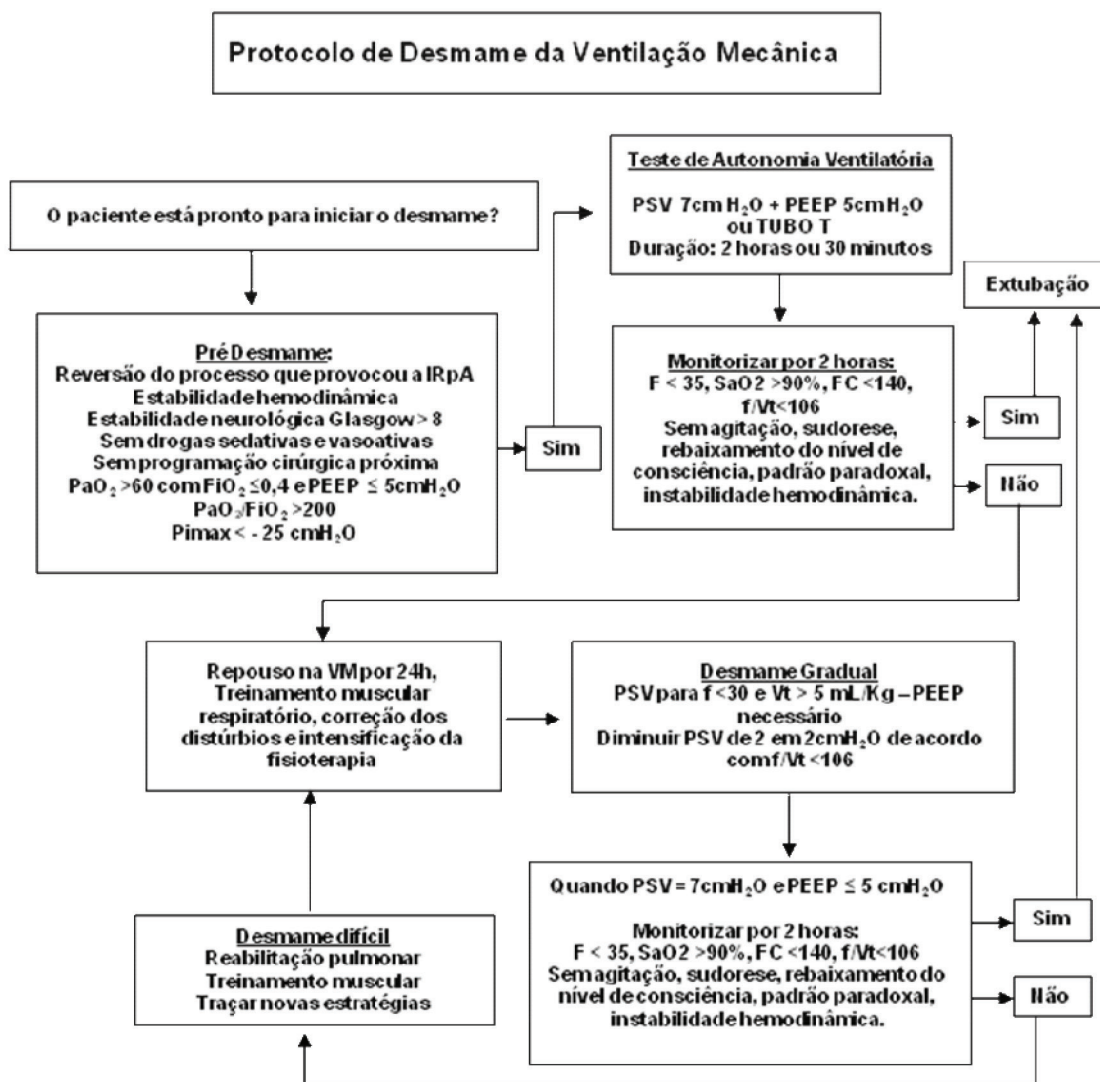 Protocolo de Desmame da Ventilação Mecânica
O paciente está pronto para iniciar o desmame?
Pré Desmame:
Reversão do processo que provocou a IRpA
Estabilidade hemodinâmica
Estabilidade neurológica Glasgow > 8
Sem drogas sedativas e vasoativas
Sem programação cirúrgica próxima
PaO₂ >60 com FiO₂ ≤0,4 e PEEP ≤ 5cmH₂O
PaO₂/FiO₂ >200
Pimax < - 25 cmH₂O
Sim
Teste de Autonomia Ventilatória
PSV 7cm H₂O + PEEP 5cm H₂O
ou TUBO T
Duração: 2 horas ou 30 minutos
Monitorizar por 2 horas:
F < 35, SaO2 >90%, FC <140,
f/Vt<106
Sem agitação, sudorese,
rebaixamento do nível de
consciência, padrão paradoxal,
instabilidade hemodinâmica.
Sim
Não
Extubação
Repouso na VM por 24h,
Treinamento muscular
respiratório, correção dos
distúrbios e intensificação da
fisioterapia
Desmame Gradual
PSV para f <30 e Vt > 5 mL/Kg – PEEP
necessário
Diminuir PSV de 2 em 2cmH₂O de acordo
com f/Vt <106
Quando PSV = 7cmH₂O e PEEP ≤ 5 cmH₂O
Monitorizar por 2 horas:
F < 35, SaO2 >90%, FC <140, f/Vt<106
Sem agitação, sudorese, rebaixamento do
nível de consciência, padrão paradoxal,
instabilidade hemodinâmica.
Sim
Não
Desmame difícil
Reabilitação pulmonar
Treinamento muscular
Traçar novas estratégias